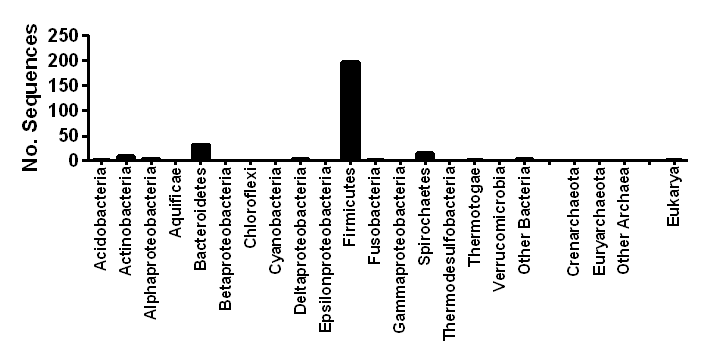 No. Sequences
250
200
150
100
50
0
Acidobacteria
Actinobacteria
Alphaproteobacteria
Aquificae
Bacteroidetes
Betaproteobacteria
Chloroflexi
Cyanobacteria
Deltaproteobacteria
Epsilonproteobacteria
Firmicutes
Fusobacteria
Gammaproteobacteria
Spirochaetes
Thermodesulfobacteria
Thermotogae
Verrucomicrobia
Other Bacteria
Crenarchaeota
Euryarchaeota
Other Archaea
Eukarya